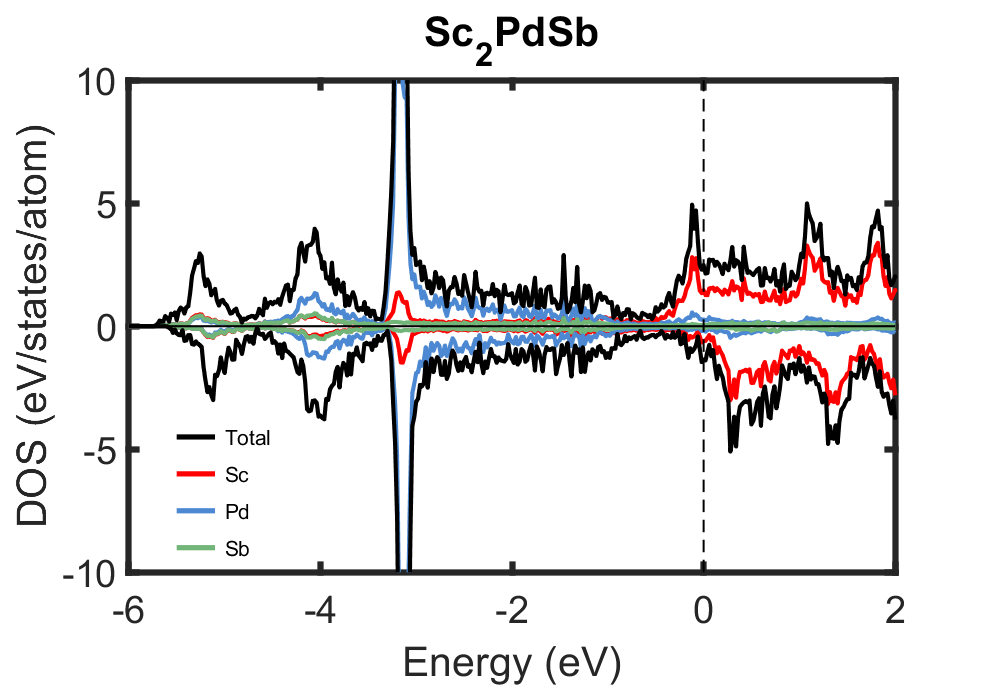 Sc₂PdSb
DOS (eV/states/atom)
10
5
0
-5
-10
Total
Sc
Pd
Sb
-6 -4 -2 0 2
Energy (eV)